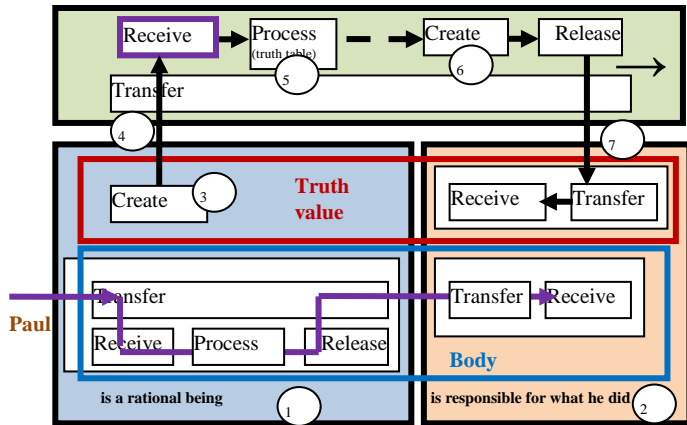 Receive
Process
(truth table)
Create
Release
5
6
Transfer
4
7
Create
3
Truth
value
Receive
Transfer
Paul
Transfer
Receive
Process
Release
Transfer
Receive
Body
is a rational being
1
is responsible for what he did
2